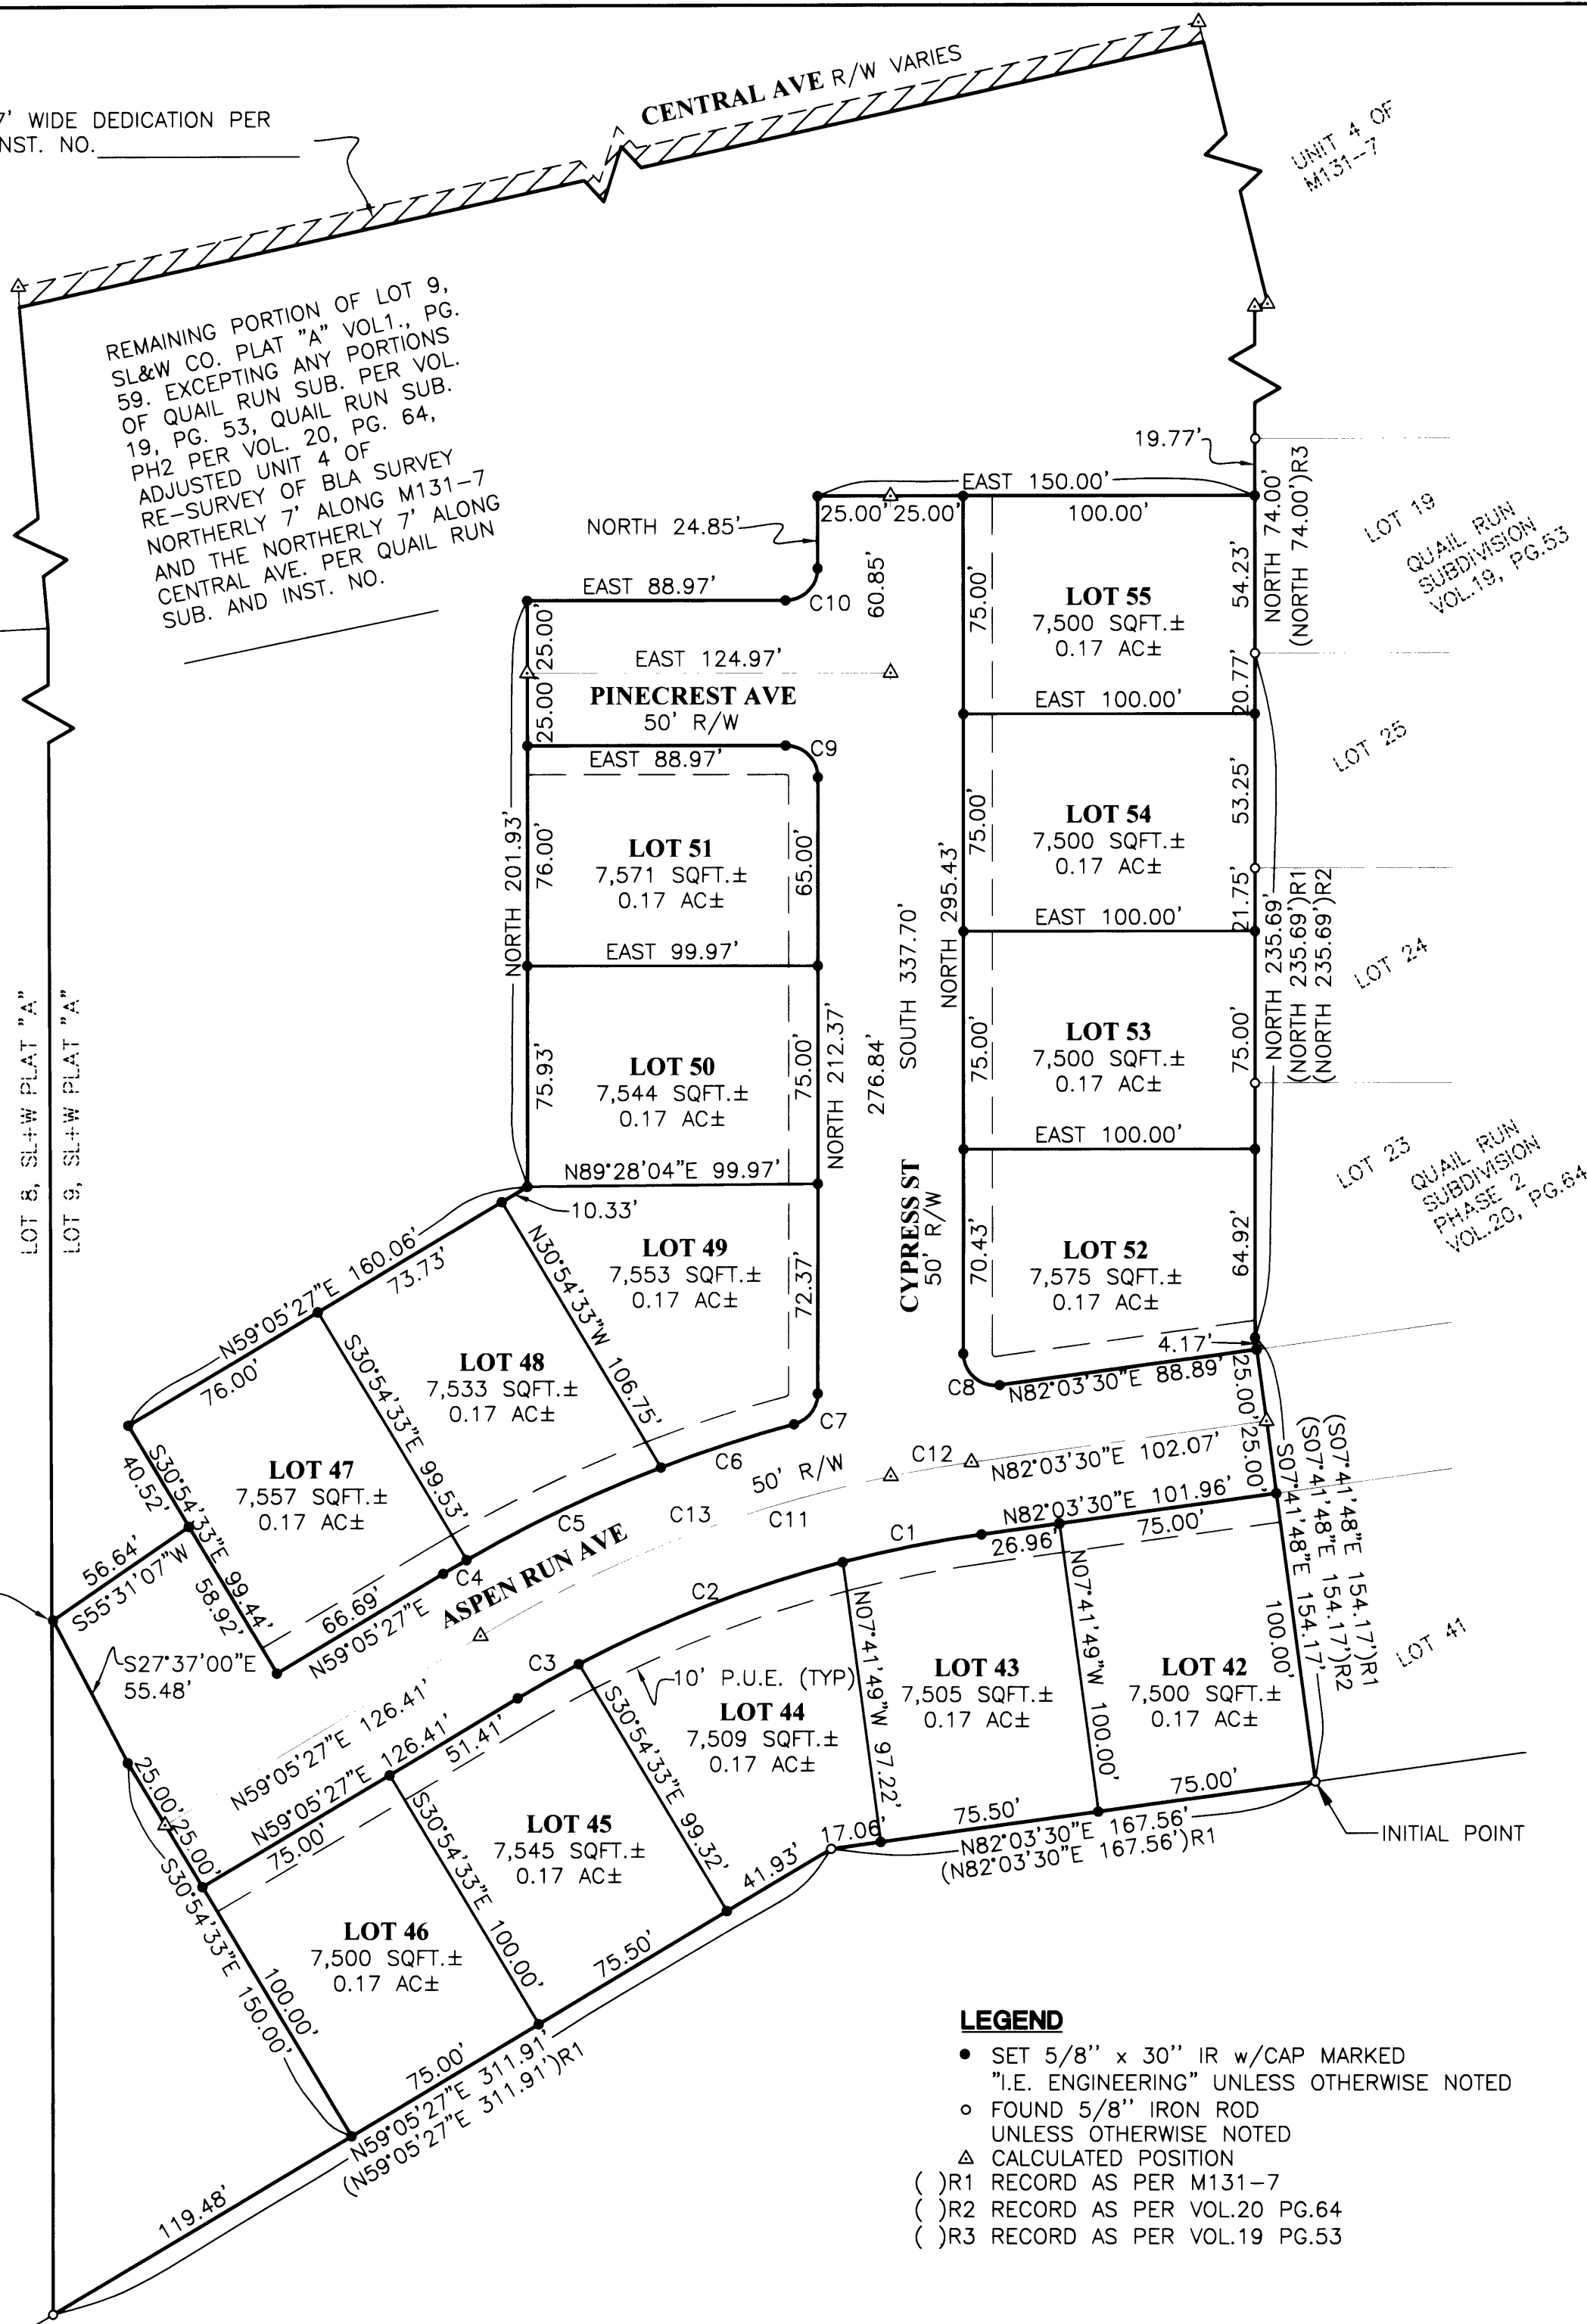 CENTRAL AVE R/W VARIES
7' WIDE DEDICATION PER
INST. NO.
UNIT 4 OF
M131-7
REMAINING PORTION OF LOT 9,
SL&W CO. PLAT "A" VOL1., PG.
59. EXCEPTING ANY PORTIONS
OF QUAIL RUN SUB. PER VOL.
19, PG. 53, QUAIL RUN SUB.
PH2 PER VOL. 20, PG. 64,
ADJUSTED UNIT 4 OF
RE-SURVEY OF BLA SURVEY
NORTHERLY 7' ALONG M131-7
AND THE NORTHERLY 7' ALONG
CENTRAL AVE. PER QUAIL RUN
SUB. AND INST. NO.
19.77'
EAST 150.00'
25.00'
25.00'
100.00'
NORTH 24.85'
NORTH 74.00'
(NORTH 74.00')R3
LOT 19
QUAIL RUN
SUBDIVISION
VOL.19, PG.53
EAST 88.97'
C10
60.85'
75.00'
LOT 55
7,500 SQFT.±
0.17 AC±
54.23'
25.00'
EAST 124.97'
PINECREST AVE
50' R/W
25.00'
EAST 100.00'
20.77'
LOT 25
EAST 88.97'
C9
NORTH 201.93'
76.00'
LOT 51
7,571 SQFT.±
0.17 AC±
65.00'
75.00'
LOT 54
7,500 SQFT.±
0.17 AC±
53.25'
NORTH 295.43'
EAST 100.00'
21.75'
EAST 99.97'
LOT 24
LOT 8, SL+W PLAT "A"
LOT 9, SL+W PLAT "A"
75.93'
LOT 50
7,544 SQFT.±
0.17 AC±
75.00'
NORTH 212.37'
276.84'
SOUTH 337.70'
75.00'
LOT 53
7,500 SQFT.±
0.17 AC±
75.00'
NORTH 235.69'
(NORTH 235.69')R1
(NORTH 235.69')R2
EAST 100.00'
N89°28'04"E 99.97'
10.33'
LOT 23
QUAIL RUN
SUBDIVISION
PHASE 2
VOL.20, PG.64
CYPRESS ST
50' R/W
70.43'
LOT 52
7,575 SQFT.±
0.17 AC±
64.92'
N59°05'27"E 160.06'
73.73'
76.00'
N30°54'33"W 106.75'
LOT 49
7,553 SQFT.±
0.17 AC±
72.37'
S30°54'33"E 99.53'
LOT 48
7,533 SQFT.±
0.17 AC±
4.17'
C8
N82°03'30"E 88.89'
25.00'
C7
C6
S30°54'33"E 99.44'
40.52'
58.92'
LOT 47
7,557 SQFT.±
0.17 AC±
50' R/W
C12
N82°03'30"E 102.07'
25.00'
S07°41'48"E 154.17'
(S07°41'48"E 154.17')R1
(S07°41'48"E 154.17')R2
56.64'
S55°31'07"W
C5
C13
C11
C4
ASPEN RUN AVE
C1
N82°03'30"E 101.96'
26.96'
75.00'
66.69'
N59°05'27"E
C2
S27°37'00"E
55.48'
C3
10' P.U.E. (TYP)
N07°41'49"W 97.22'
LOT 43
7,505 SQFT.±
0.17 AC±
N07°41'49"W 100.00'
LOT 42
7,500 SQFT.±
0.17 AC±
100.00'
LOT 41
N59°05'27"E 126.41'
N59°05'27"E 126.41'
51.41'
LOT 44
7,509 SQFT.±
0.17 AC±
S30°54'33"E 99.32'
25.00'
25.00'
75.00'
S30°54'33"E 150.00'
LOT 45
7,545 SQFT.±
0.17 AC±
S30°54'33"E 100.00'
41.93'
17.06'
75.50'
75.00'
N82°03'30"E 167.56'
(N82°03'30"E 167.56')R1
INITIAL POINT
LOT 46
7,500 SQFT.±
0.17 AC±
100.00'
75.50'
75.00'
N59°05'27"E 311.91'
(N59°05'27"E 311.91')R1
119.48'
LEGEND
SET 5/8" x 30" IR w/CAP MARKED
"I.E. ENGINEERING" UNLESS OTHERWISE NOTED
FOUND 5/8" IRON ROD
UNLESS OTHERWISE NOTED
CALCULATED POSITION
( )R1 RECORD AS PER M131-7
( )R2 RECORD AS PER VOL.20 PG.64
( )R3 RECORD AS PER VOL.19 PG.53